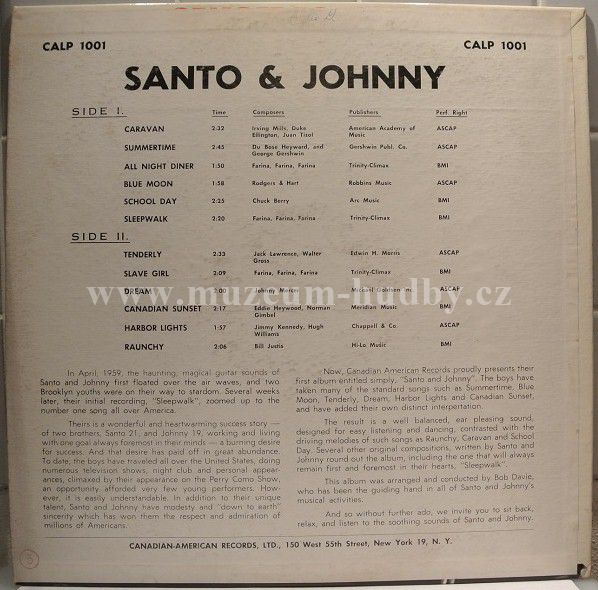 CALP 1001 CALP 1001
SANTO & JOHNNY
SIDE I. Time Composers Publishers Perf. Right
CARAVAN 2:32 Irving Mills, Duke American Academy of ASCAP
Ellington, Juan Tizol Music
SUMMERTIME 2:45 Du Bose Heyward, and Gershwin Publ. Co. ASCAP
George Gershwin
ALL NIGHT DINER 1:50 Farina, Farina, Farina Trinity-Climax BMI
BLUE MOON 1:58 Rodgers & Hart Robbins Music ASCAP
SCHOOL DAY 2:25 Chuck Berry Arc Music BMI
SLEEPWALK 2:20 Farina, Farina, Farina Trinity-Climax BMI
SIDE II.
TENDERLY 2:33 Jack Lawrence, Walter Edwin H. Morris ASCAP
Gross
SLAVE GIRL 2:09 Farina, Farina, Farina Trinity-Climax BMI
DREAM :00 Johnny Mercer Michael Goldsen Inc. ASCAP
www.muzeum-hudby.cz
CANADIAN SUNSET 2:17 Eddie Heywood, Norman Meridian Music BMI
Gimbel
HARBOR LIGHTS 1:57 Jimmy Kennedy, Hugh Chappell & Co. ASCAP
Williams
RAUNCHY 2:06 Bill Justis Hi-Lo Music BMI
In April, 1959, the haunting, magical guitar sounds of
Santo and Johnny first floated over the air waves, and two
Brooklyn youths were on their way to stardom. Several weeks
later, their initial recording, "Sleepwalk", zoomed up to the
number one song all over America.
Theirs is a wonderful and heartwarming success story —
of two brothers, Santo 21, and Johnny 19, working and living
with one goal always foremost in their minds — a burning desire
for success. And that desire has paid off in great abundance.
To date, the boys have traveled all over the United States, doing
numerous television shows, night club and personal appear-
ances, climaxed by their appearance on the Perry Como Show,
an opportunity afforded very few young performers. How-
ever, it is easily understandable. In addition to their unique
talent, Santo and Johnny have modesty and "down to earth"
sincerity which has won them the respect and admiration of
millions of Americans.
Now, Canadian American Records proudly presents their
first album entitled simply, "Santo and Johnny". The boys have
taken many of the standard songs such as Summertime, Blue
Moon, Tenderly, Dream, Harbor Lights and Canadian Sunset,
and have added their own distinct interpertation.
The result is a well balanced, ear pleasing sound,
designed for easy listening and dancing, contrasted with the
driving melodies of such songs as Raunchy, Caravan and School
Day. Several other original compositions, written by Santo and
Johnny round out the album, including the one that will always
remain first and foremost in their hearts, "Sleepwalk".
This album was arranged and conducted by Bob Davie,
who has been the guiding hand in all of Santo and Johnny's
musical activities.
And so without further ado, we invite you to sit back,
relax, and listen to the soothing sounds of Santo and Johnny.
CANADIAN-AMERICAN RECORDS, LTD., 150 West 55th Street, New York 19, N. Y.